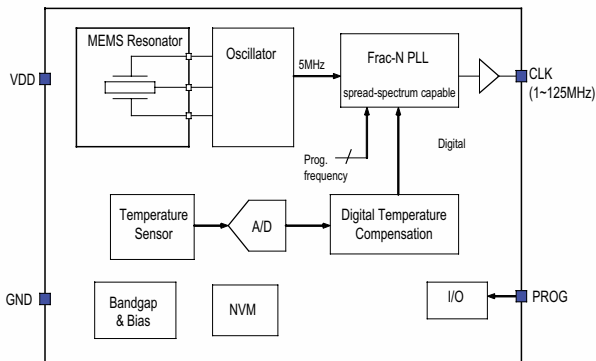 MEMS Resonator
Oscillator
5MHz
Frac-N PLL
spread-spectrum capable
VDD
CLK
(1~125MHz)
Digital
Prog.
frequency
Temperature
Sensor
A/D
Digital Temperature
Compensation
GND
Bandgap
& Bias
NVM
I/O
PROG